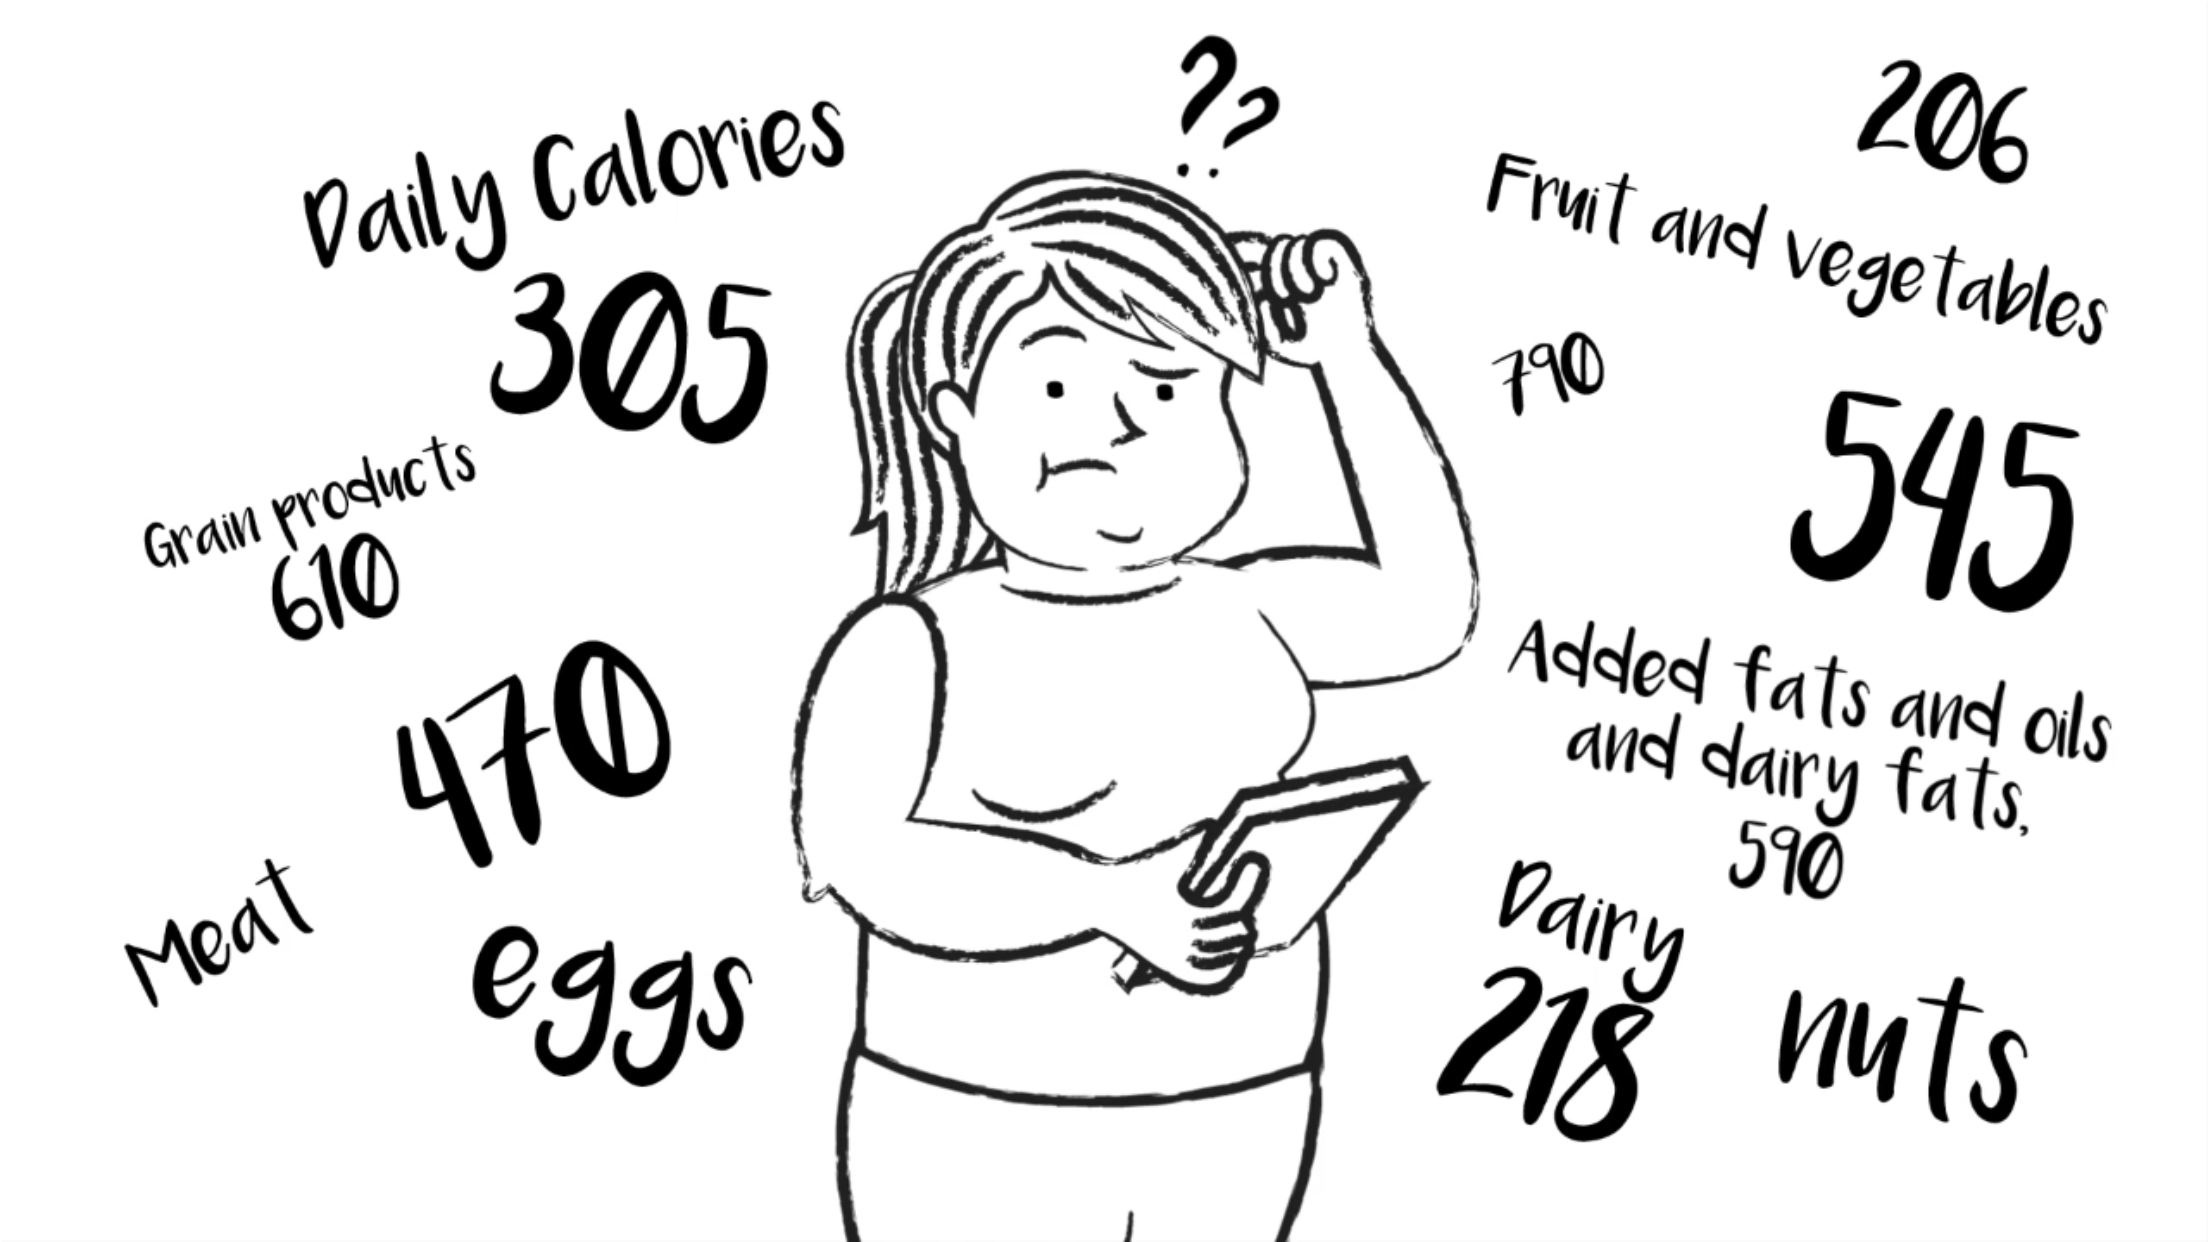 ??
Daily Calories
305
Grain products
610
470
Meat
eggs
206
Fruit and vegetables
790
545
Added fats and oils
and dairy fats,
590
Dairy
218
nuts